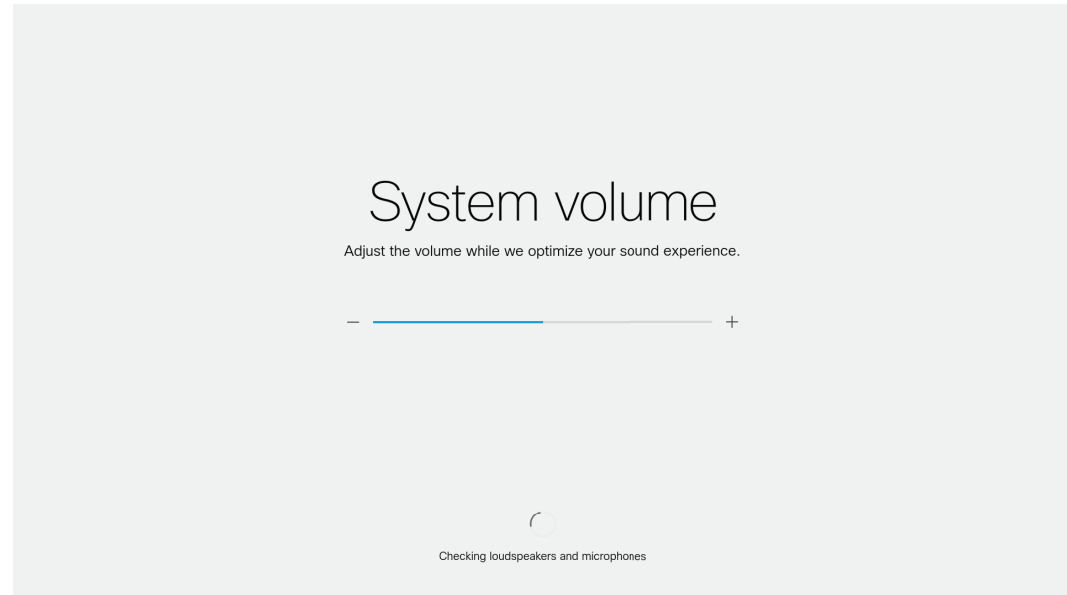 System volume
Adjust the volume while we optimize your sound experience.
Checking loudspeakers and microphones